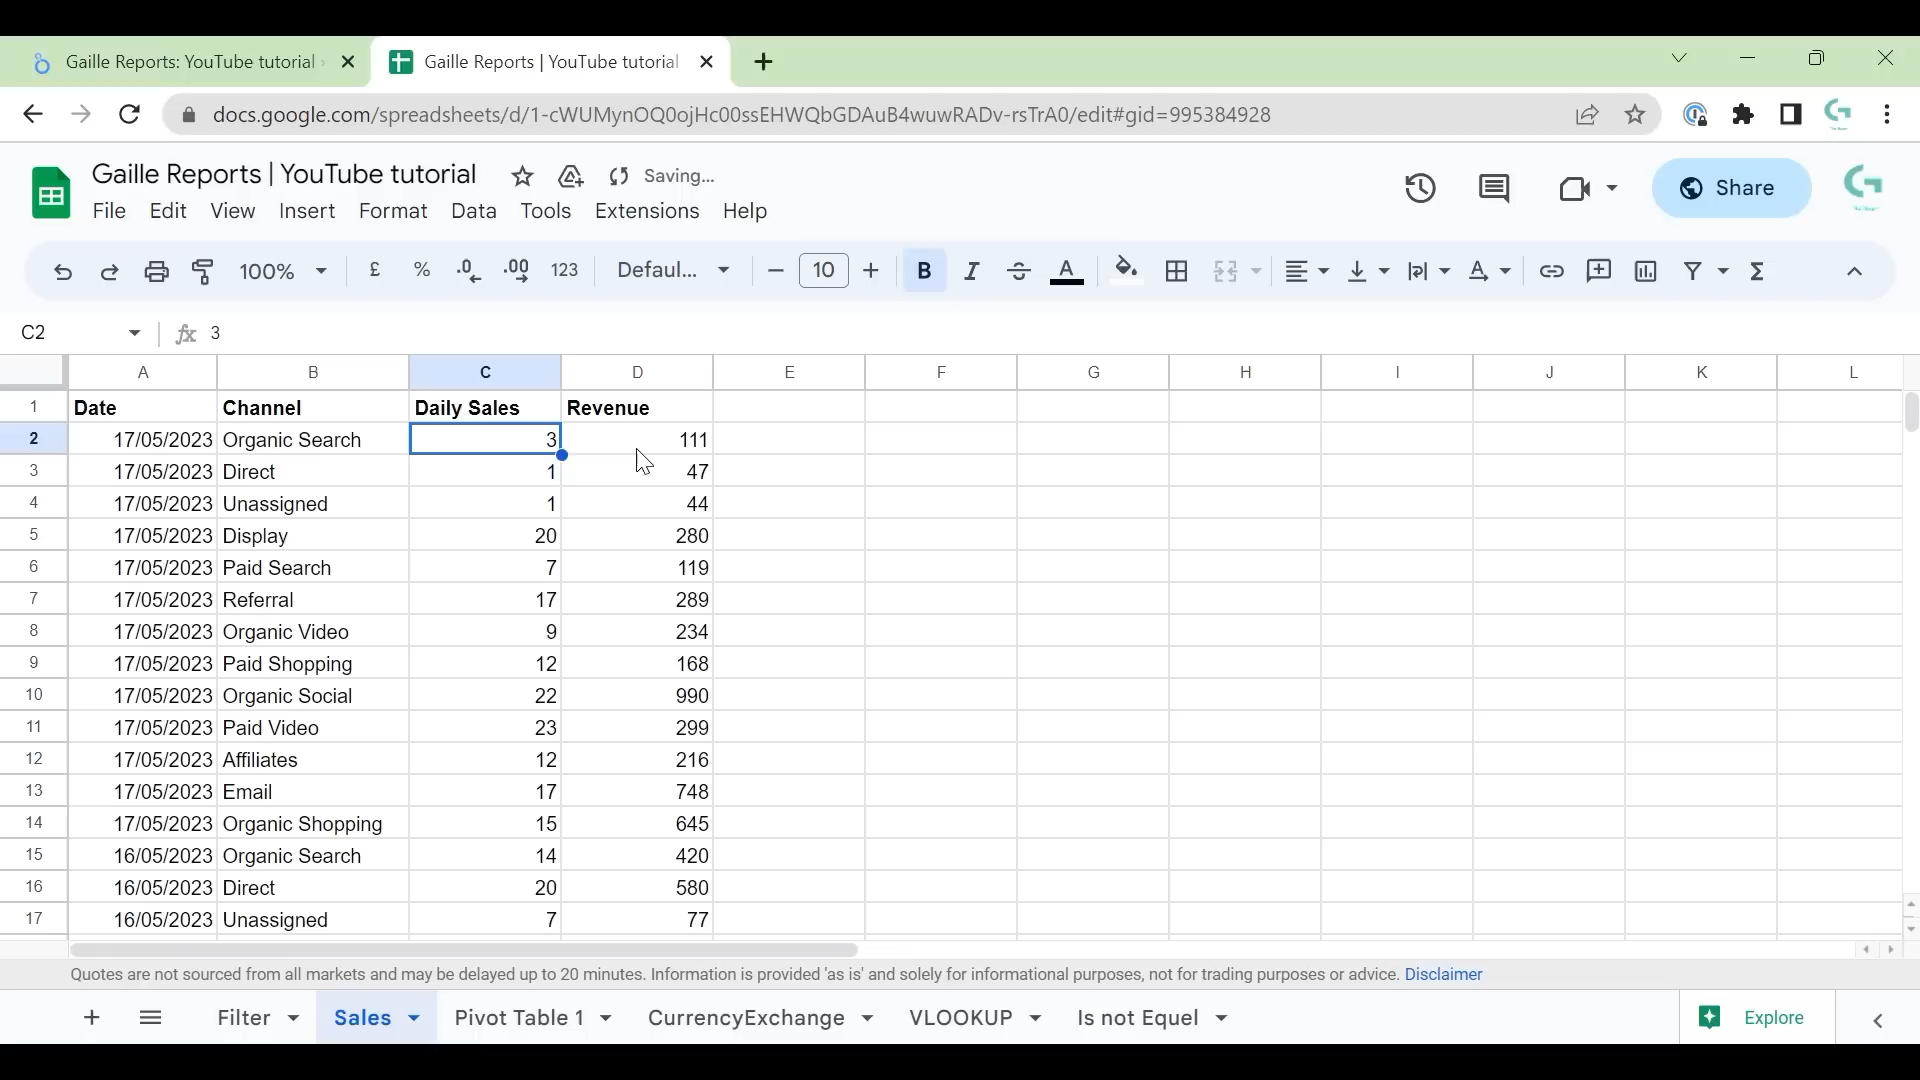 Gaille Reports: YouTube tutorial
Gaille Reports | YouTube tutorial
docs.google.com/spreadsheets/d/1-cWUMynOQ0ojHc00ssEHWQbGDAuB4wuwRADv-rsTrA0/edit#gid=995384928
Gaille Reports | YouTube tutorial Saving...
Share
File Edit View Insert Format Data Tools Extensions Help
100% £ % .0 .00 123 Defaul... 10 B I S A A Σ
C2 fx 3
A B C D E F G H I J K L
1 Date Channel Daily Sales Revenue
2 17/05/2023 Organic Search 3 111
3 17/05/2023 Direct 1 47
4 17/05/2023 Unassigned 1 44
5 17/05/2023 Display 20 280
6 17/05/2023 Paid Search 7 119
7 17/05/2023 Referral 17 289
8 17/05/2023 Organic Video 9 234
9 17/05/2023 Paid Shopping 12 168
10 17/05/2023 Organic Social 22 990
11 17/05/2023 Paid Video 23 299
12 17/05/2023 Affiliates 12 216
13 17/05/2023 Email 17 748
14 17/05/2023 Organic Shopping 15 645
15 16/05/2023 Organic Search 14 420
16 16/05/2023 Direct 20 580
17 16/05/2023 Unassigned 7 77
Quotes are not sourced from all markets and may be delayed up to 20 minutes. Information is provided 'as is' and solely for informational purposes, not for trading purposes or advice. Disclaimer
Filter Sales Pivot Table 1 CurrencyExchange VLOOKUP Is not Equel Explore